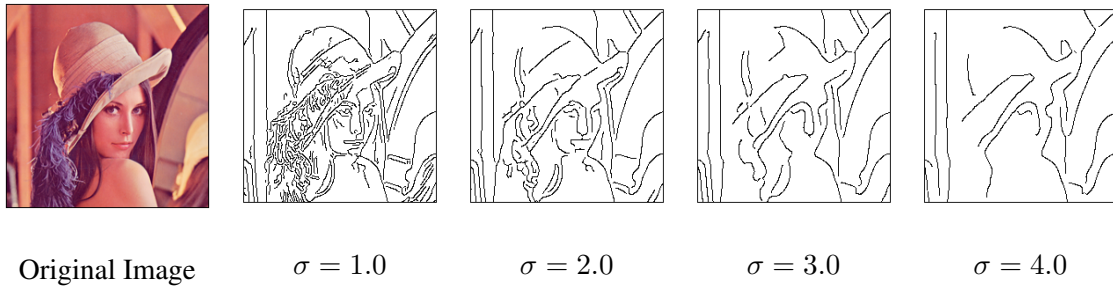 Original Image
σ = 1.0
σ = 2.0
σ = 3.0
σ = 4.0